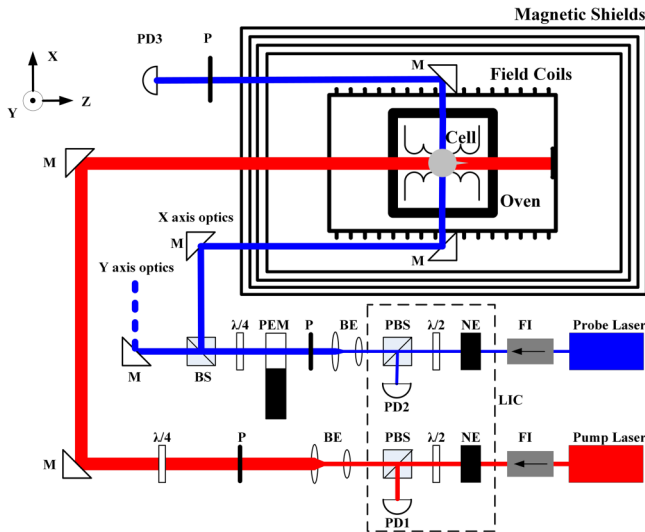 Magnetic Shields
PD3
P
M
Field Coils
X
Y
Z
M
Cell
Oven
X axis optics
M
M
Y axis optics
λ/4
PEM
P
BE
PBS
λ/2
NE
FI
Probe Laser
M
BS
PD2
LIC
λ/4
P
BE
PBS
λ/2
NE
FI
Pump Laser
M
PD1